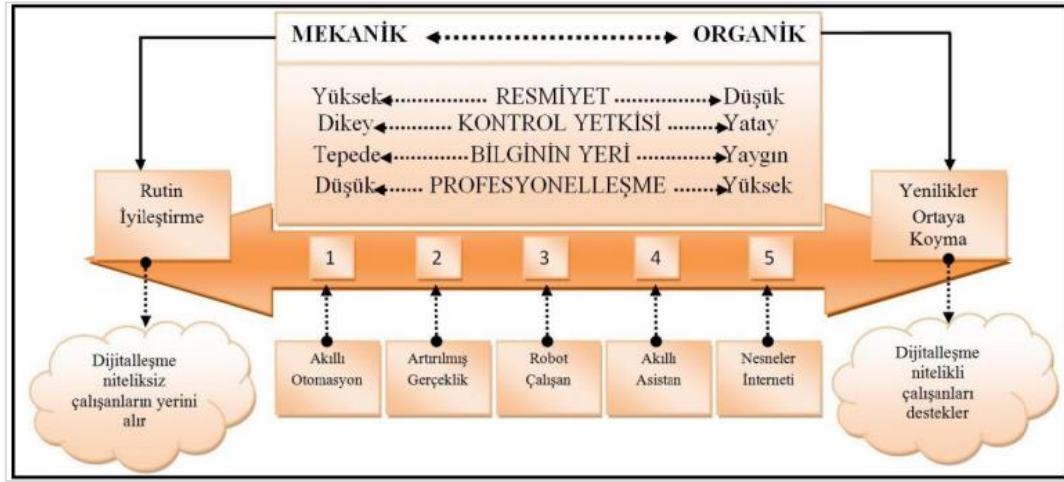 MEKANİK ORGANİK
Yüksek RESMİYET Düşük
Dikey KONTROL YETKİSİ Yatay
Tepede BİLGİNİN YERİ Yaygın
Düşük PROFESYONELLEŞME Yüksek
Rutin
İyileştirme
Yenilikler
Ortaya
Koyma
1 2 3 4 5
Akıllı
Otomasyon
Artırılmış
Gerçeklik
Robot
Çalışan
Akıllı
Asistan
Nesneler
İnterneti
Dijitalleşme
niteliksiz
çalışanların yerini
alır
Dijitalleşme
nitelikli
çalışanları
destekler